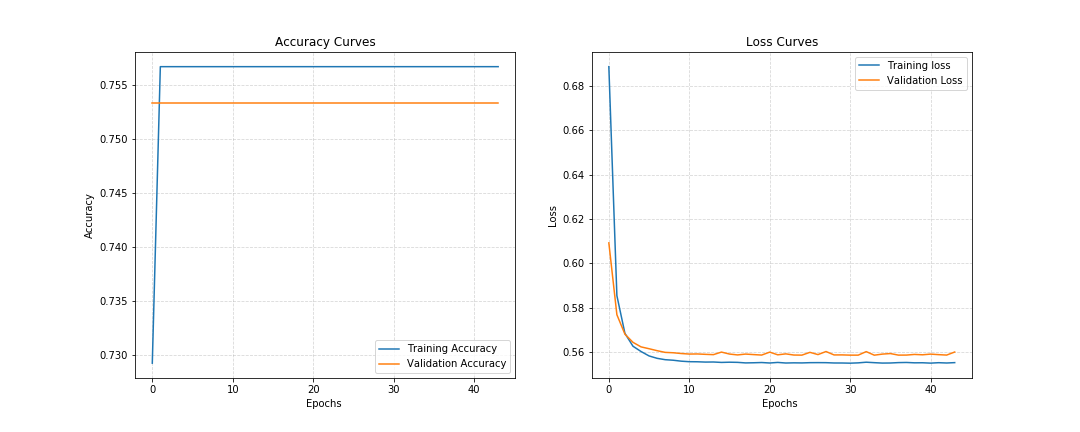 Accuracy Curves
0.755
0.750
0.745
0.740
0.735
0.730
Accuracy
0 10 20 30 40
Epochs
Training Accuracy
Validation Accuracy
Loss Curves
0.68
0.66
0.64
0.62
0.60
0.58
0.56
Loss
0 10 20 30 40
Epochs
Training loss
Validation Loss